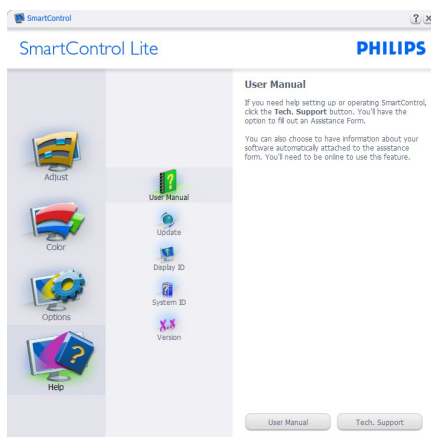 SmartControl
SmartControl Lite
PHILIPS
Adjust
Color
Options
Help
User Manual
Update
Display ID
System ID
X.X
Version
User Manual
If you need help setting up or operating SmartControl,
click the Tech. Support button. You'll have the
option to fill out an Assistance Form.
You can also choose to have information about your
software automatically attached to the assistance
form. You'll need to be online to use this feature.
User Manual
Tech. Support